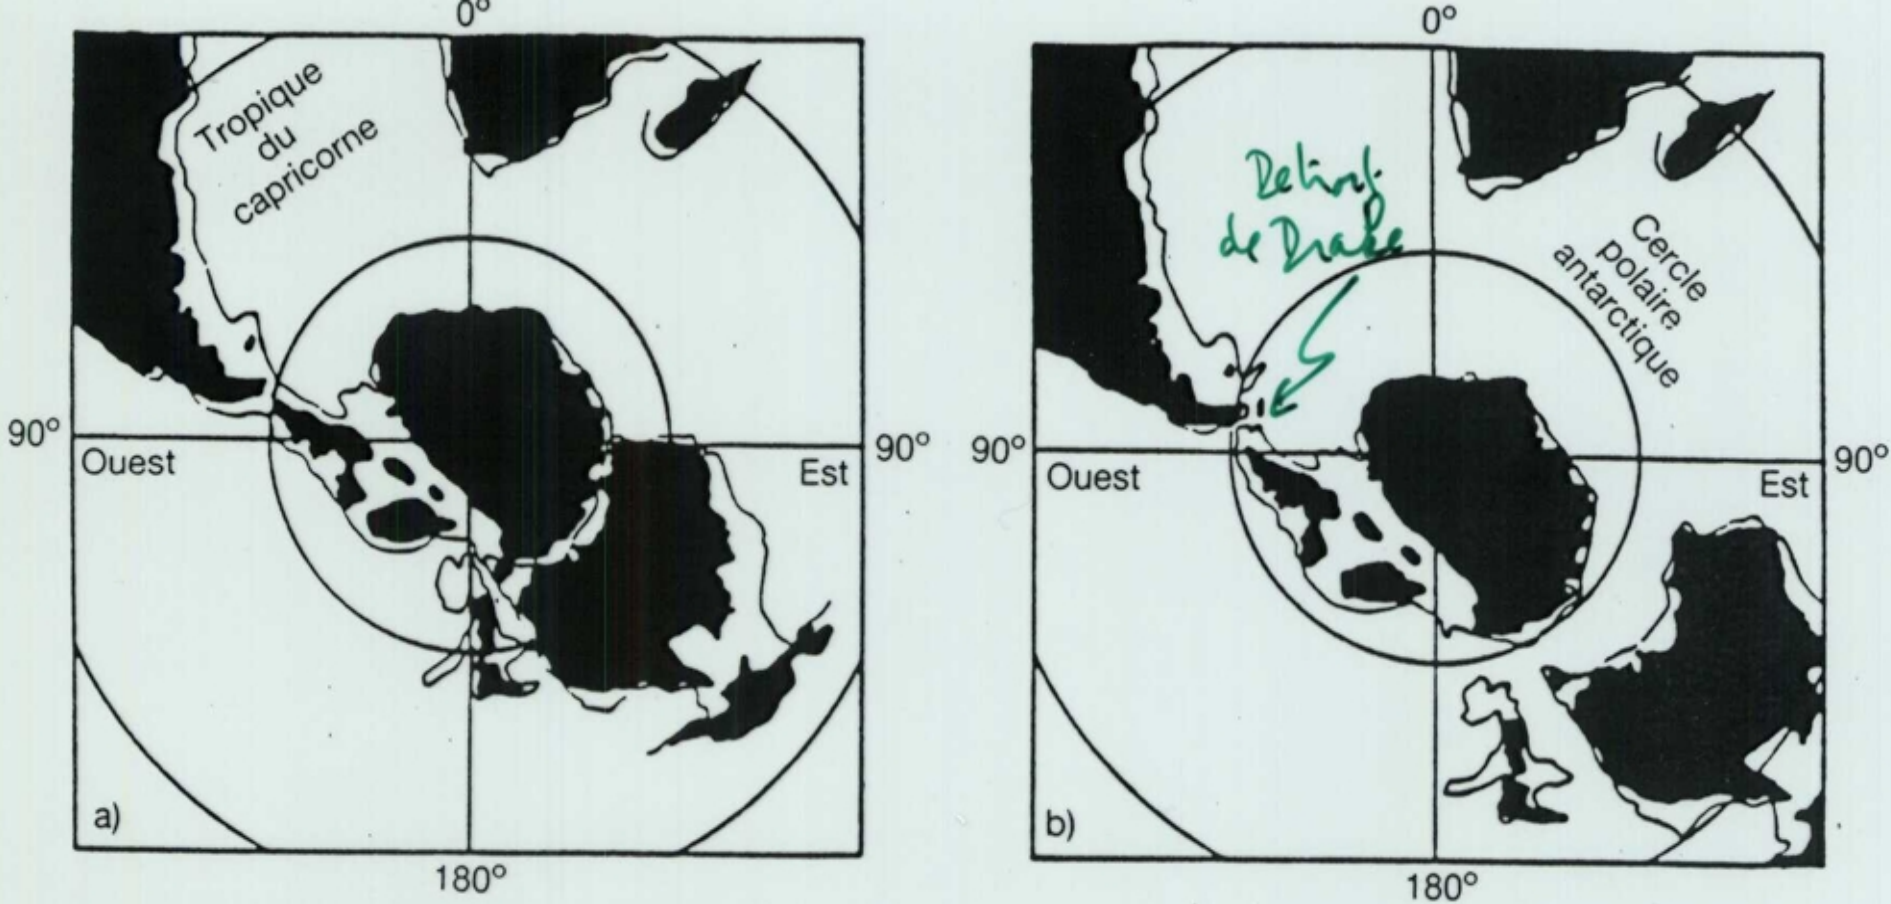 0°
Tropique
du
capricorne
90°
Ouest
Est
90°
a)
180°
0°
de Drake
Cercle
polaire
antarctique
90°
Ouest
Est
90°
b)
180°